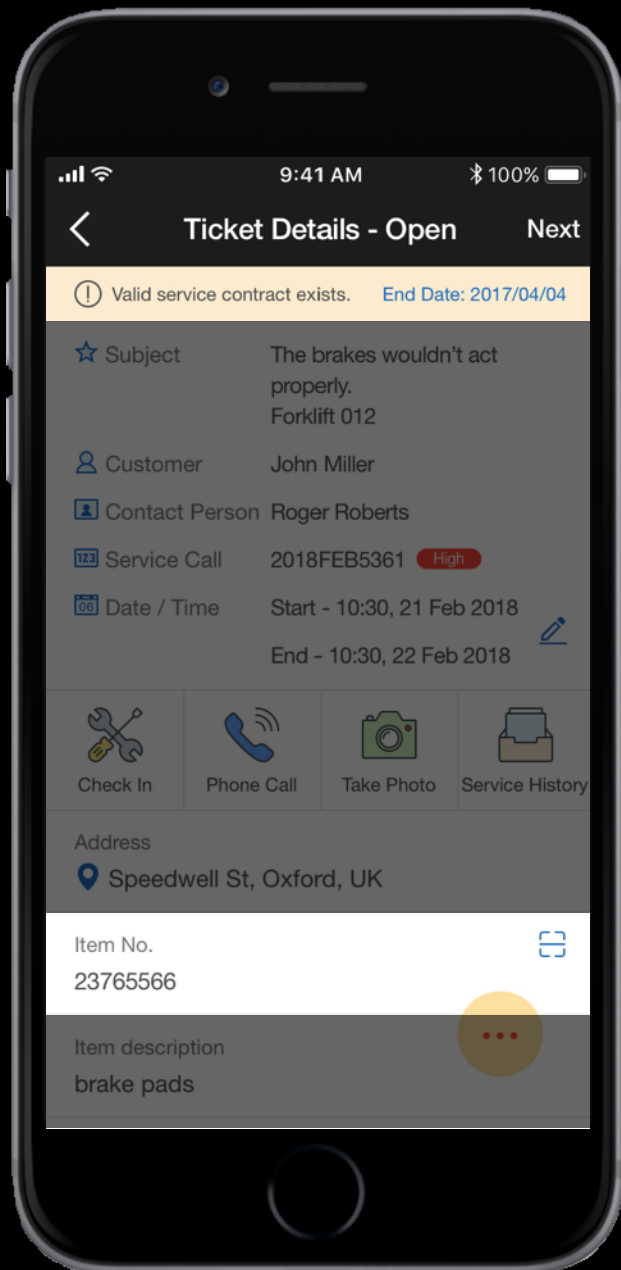 9:41 AM
100%
Ticket Details - Open
Next
Valid service contract exists.
End Date: 2017/04/04
Subject
The brakes wouldn't act
properly.
Forklift 012
Customer
John Miller
Contact Person
Roger Roberts
123
Service Call
2018FEB5361
High
06
Date / Time
Start - 10:30, 21 Feb 2018
End - 10:30, 22 Feb 2018
Check In
Phone Call
Take Photo
Service History
Address
Speedwell St, Oxford, UK
Item No.
23765566
Item description
brake pads